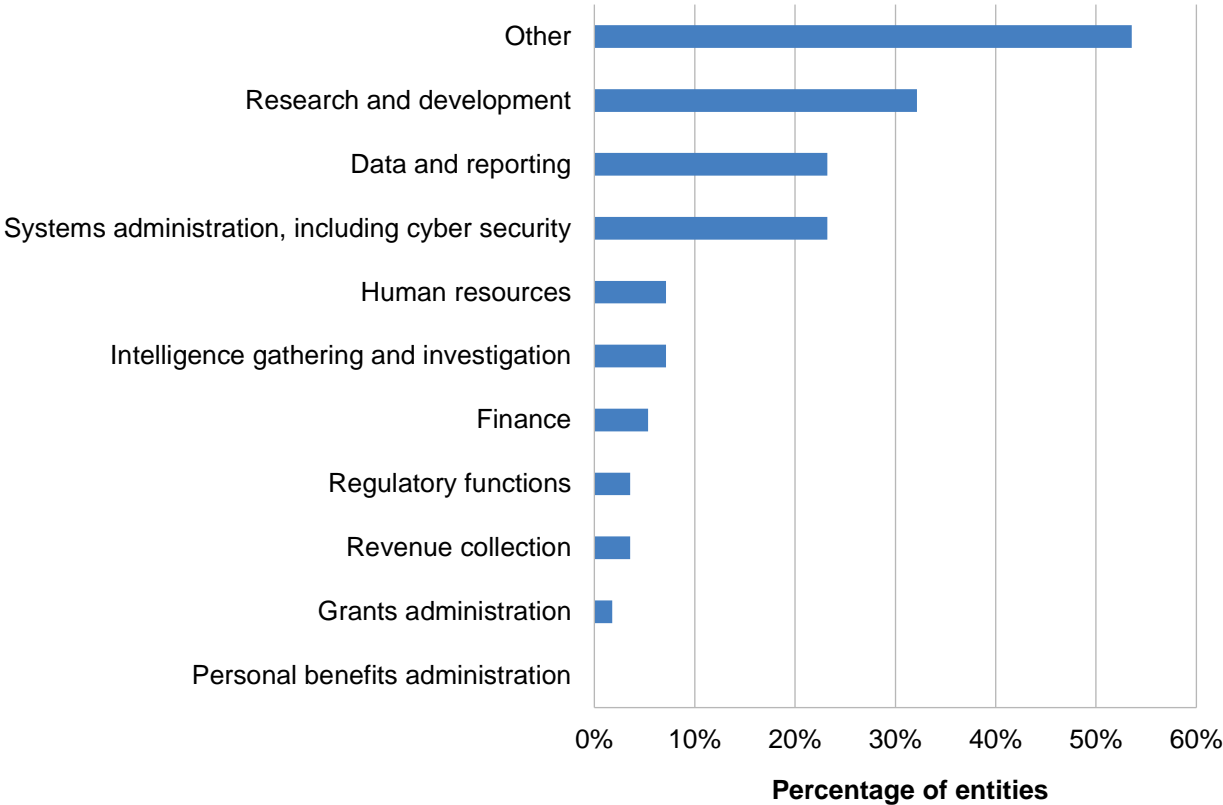 Other
Research and development
Data and reporting
Systems administration, including cyber security
Human resources
Intelligence gathering and investigation
Finance
Regulatory functions
Revenue collection
Grants administration
Personal benefits administration
0% 10% 20% 30% 40% 50% 60%
Percentage of entities